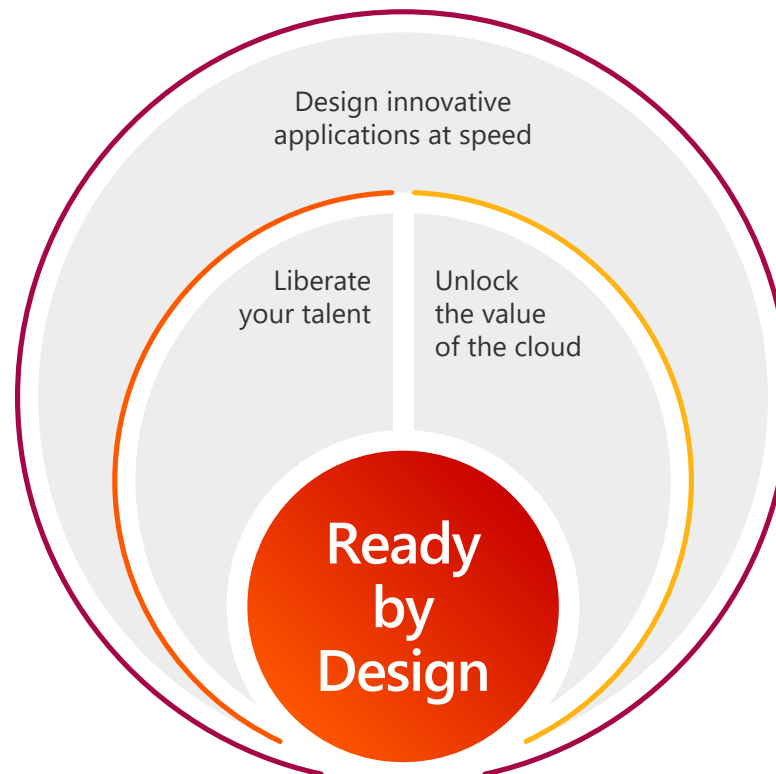 Design innovative
applications at speed
Liberate
your talent
Unlock
the value
of the cloud
Ready
by
Design